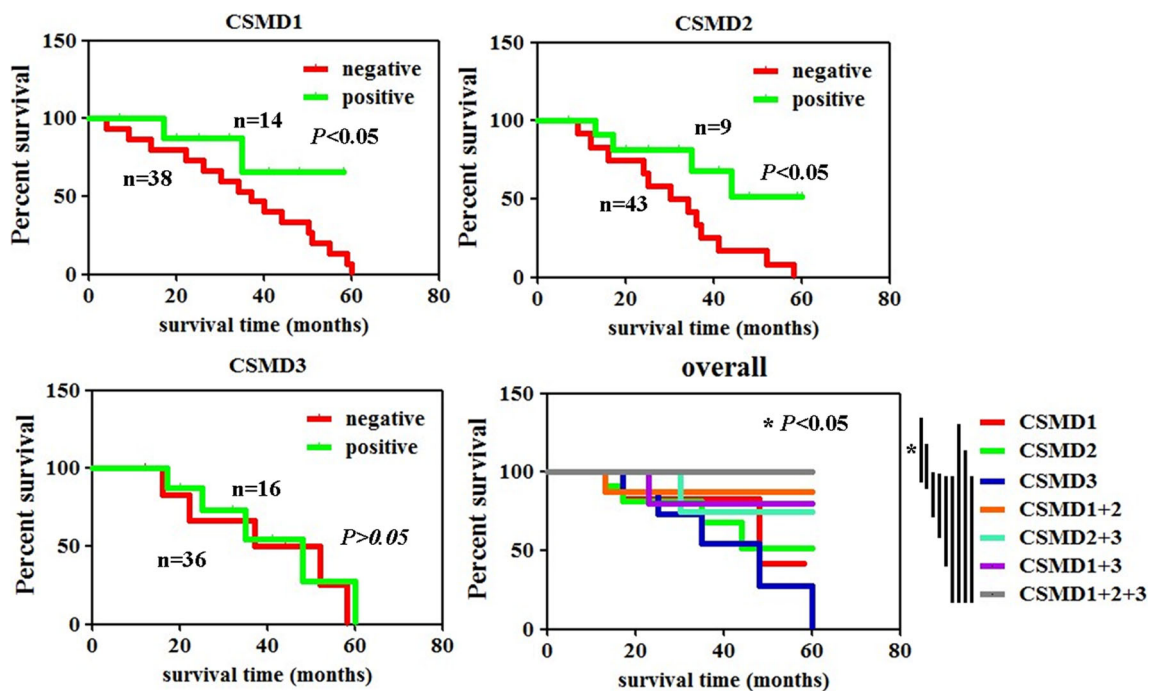 CSMD1
150
100
50
0
0 20 40 60 80
Percent survival
survival time (months)
negative
positive
n=14
P<0.05
n=38
CSMD2
150
100
50
0
0 20 40 60 80
Percent survival
survival time (months)
negative
positive
n=9
P<0.05
n=43
CSMD3
150
100
50
0
0 20 40 60 80
Percent survival
survival time (months)
negative
positive
n=16
P>0.05
n=36
overall
150
100
50
0
0 20 40 60 80
Percent survival
survival time (months)
* P<0.05
*
CSMD1
CSMD2
CSMD3
CSMD1+2
CSMD2+3
CSMD1+3
CSMD1+2+3